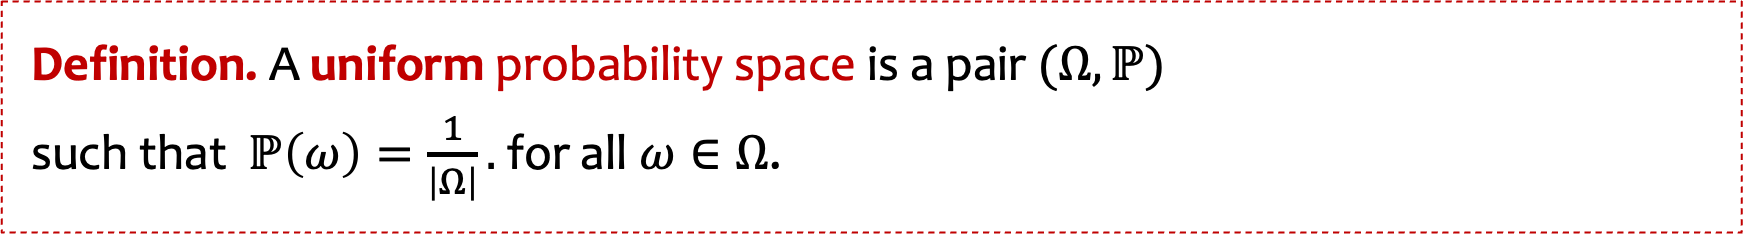 Definition. A uniform probability space is a pair (Ω, ℙ)
such that ℙ(ω) = 1/|Ω| . for all ω ∈ Ω.